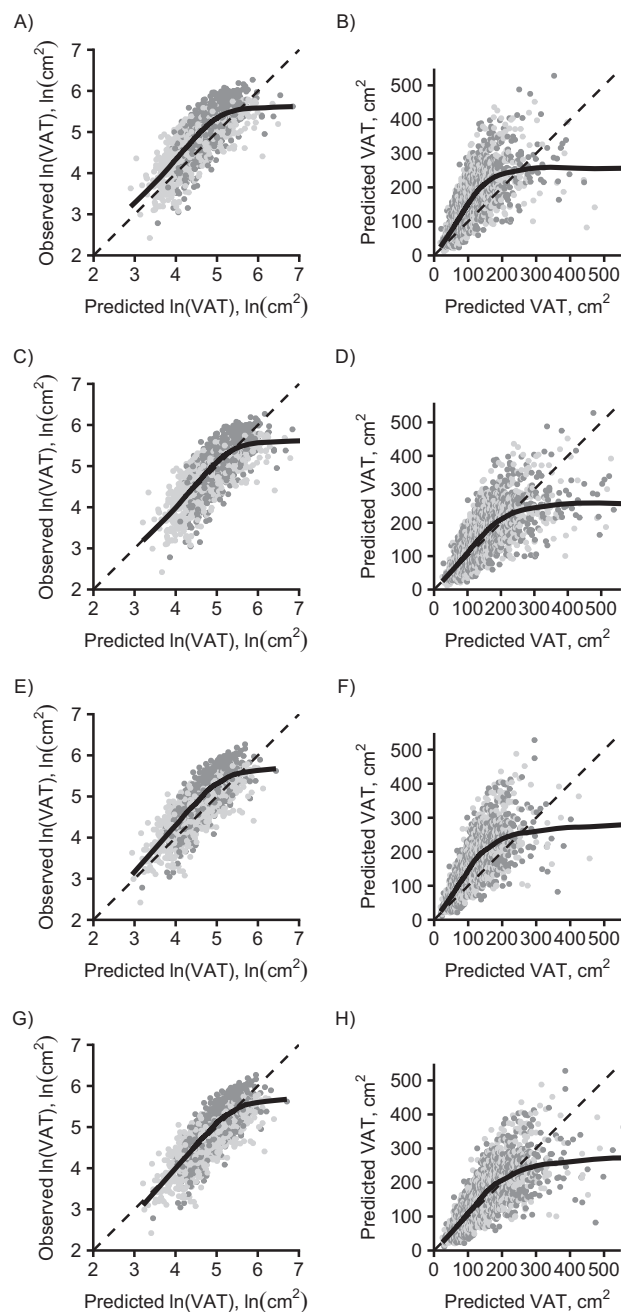 A)
Observed ln(VAT), ln(cm²)
7
6
5
4
3
2
2 3 4 5 6 7
Predicted ln(VAT), ln(cm²)
B)
Predicted VAT, cm²
500
400
300
200
100
0
0 100 200 300 400 500
Predicted VAT, cm²
C)
Observed ln(VAT), ln(cm²)
7
6
5
4
3
2
2 3 4 5 6 7
Predicted ln(VAT), ln(cm²)
D)
Predicted VAT, cm²
500
400
300
200
100
0
0 100 200 300 400 500
Predicted VAT, cm²
E)
Observed ln(VAT), ln(cm²)
7
6
5
4
3
2
2 3 4 5 6 7
Predicted ln(VAT), ln(cm²)
F)
Predicted VAT, cm²
500
400
300
200
100
0
0 100 200 300 400 500
Predicted VAT, cm²
G)
Observed ln(VAT), ln(cm²)
7
6
5
4
3
2
2 3 4 5 6 7
Predicted ln(VAT), ln(cm²)
H)
Predicted VAT, cm²
500
400
300
200
100
0
0 100 200 300 400 500
Predicted VAT, cm²